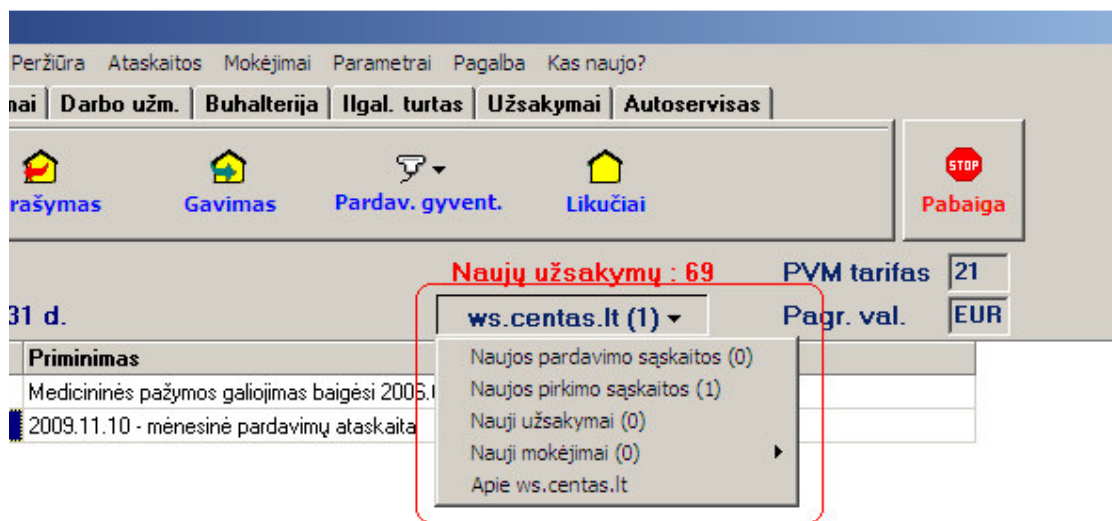 Peržiūra Ataskaitos Mokėjimai Parametrai Pagalba Kas naujo?
Darbo užm. Buhalterija Ilgal. turtas Užsakymai Autoservisas
STOP
Gavimas Pardav. gyvent. Likučiai Pabaiga
Naujų užsakymų : 69 PVM tarifas 21
31 d. ws.centas.lt (1) Pagr. val. EUR
Priminimas
Medicininės pažymos galiojimas baigėsi 2006.
2009.11.10 - mėnesinė pardavimų ataskaita
Naujos pardavimo sąskaitos (0)
Naujos pirkimo sąskaitos (1)
Nauji užsakymai (0)
Nauji mokėjimai (0)
Apie ws.centas.lt